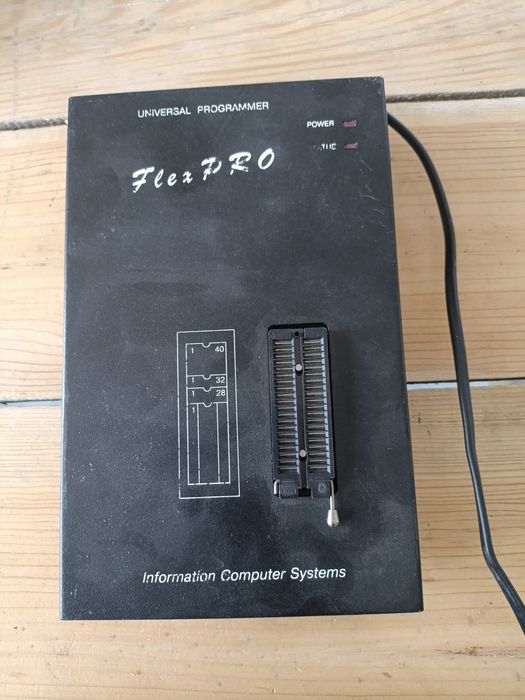 UNIVERSAL PROGRAMMER
POWER
FlexPRO
1 40
1 32
1 28
1
Information Computer Systems